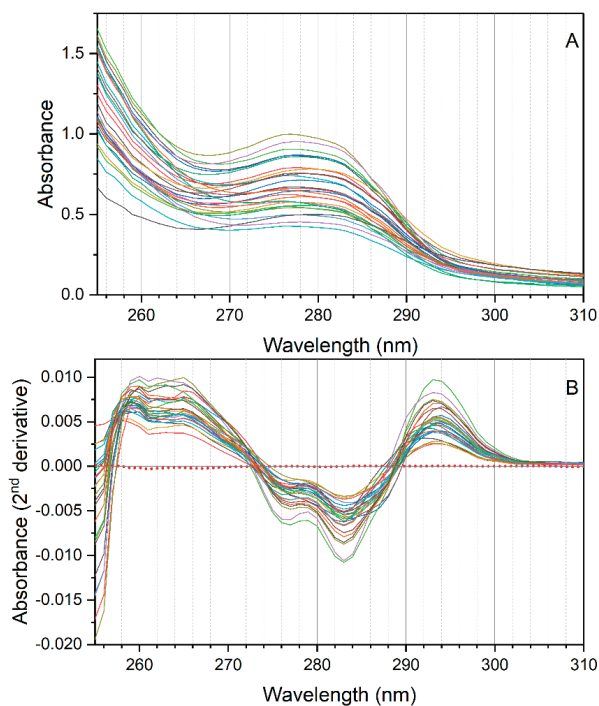 A
1.5
1.0
0.5
0.0
Absorbance
260 270 280 290 300 310
Wavelength (nm)
B
0.010
0.005
0.000
-0.005
-0.010
-0.015
-0.020
Absorbance (2nd derivative)
260 270 280 290 300 310
Wavelength (nm)